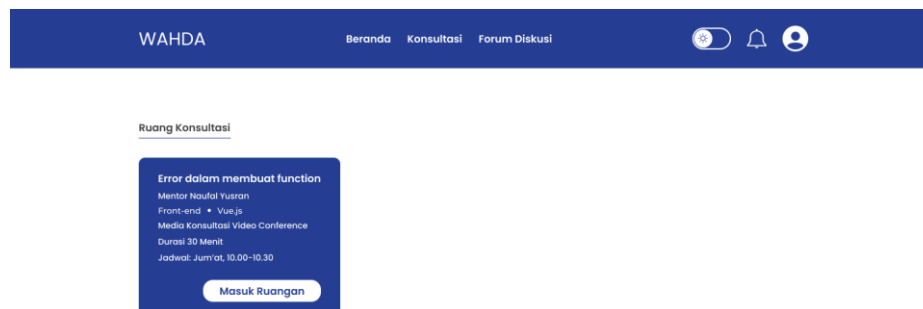 WAHDA
Beranda Konsultasi Forum Diskusi
Ruang Konsultasi
Error dalam membuat function
Mentor Naufal Yusran
Front-end • Vue.js
Media Konsultasi Video Conference
Durasi 30 Menit
Jadwal: Jum'at, 10.00-10.30
Masuk Ruangan